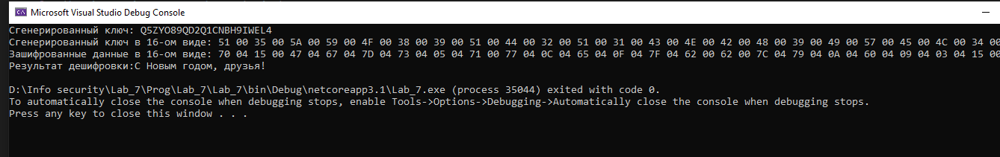 Microsoft Visual Studio Debug Console
Сгенерированный ключ: Q5ZYO89QD2Q1CNBH9IWEL4
Сгенерированный ключ в 16-ом виде: 51 00 35 00 5A 00 59 00 4F 00 38 00 39 00 51 00 44 00 32 00 51 00 31 00 43 00 4E 00 42 00 48 00 39 00 49 00 57 00 45 00 4C 00 34 00
Зашифрованные данные в 16-ом виде: 70 04 15 00 47 04 67 04 7D 04 73 04 05 04 71 00 77 04 0C 04 65 04 0F 04 7F 04 62 00 62 00 7C 04 79 04 0A 04 60 04 09 04 03 04 15 00
Результат дешифровки:С Новым годом, друзья!
D:\Info security\Lab_7\Prog\Lab_7\Lab_7\bin\Debug\netcoreapp3.1\Lab_7.exe (process 35044) exited with code 0.
To automatically close the console when debugging stops, enable Tools->Options->Debugging->Automatically close the console when debugging stops.
Press any key to close this window . . .